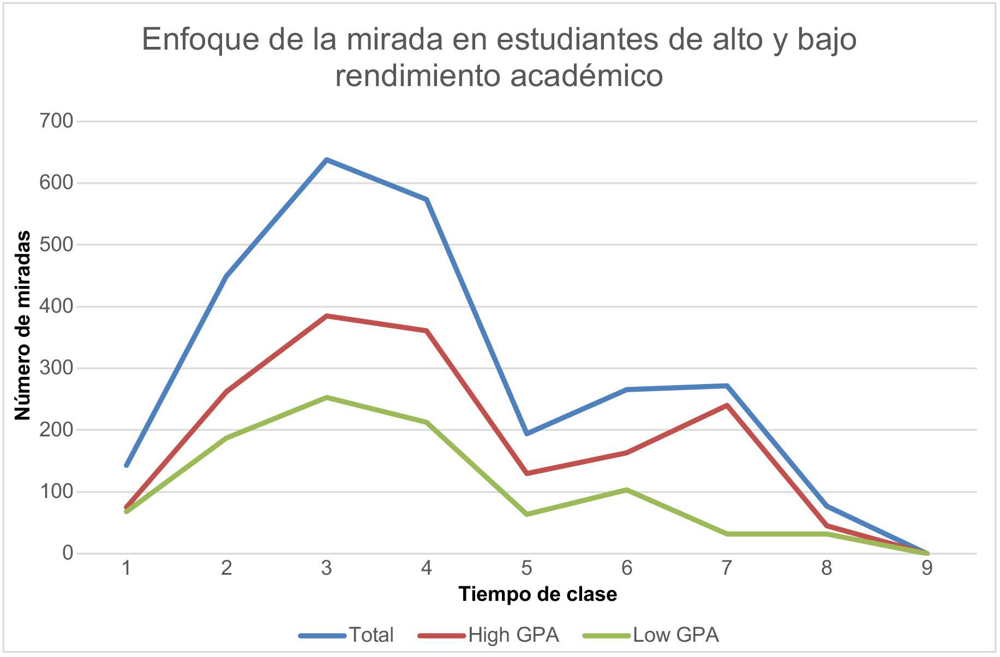 Enfoque de la mirada en estudiantes de alto y bajo
rendimiento académico
700
600
500
400
300
200
100
0
Número de miradas
1 2 3 4 5 6 7 8 9
Tiempo de clase
Total High GPA Low GPA